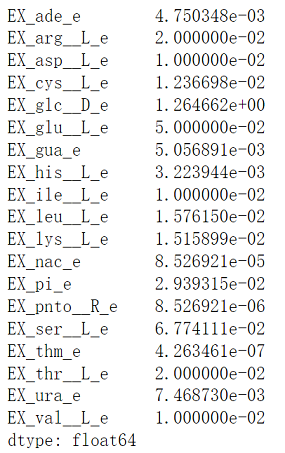 EX_ade_e 4.750348e-03
EX_arg__L_e 2.000000e-02
EX_asp__L_e 1.000000e-02
EX_cys__L_e 1.236698e-02
EX_glc__D_e 1.264662e+00
EX_glu__L_e 5.000000e-02
EX_gua_e 5.056891e-03
EX_his__L_e 3.223944e-03
EX_ile__L_e 1.000000e-02
EX_leu__L_e 1.576150e-02
EX_lys__L_e 1.515899e-02
EX_nac_e 8.526921e-05
EX_pi_e 2.939315e-02
EX_pnto__R_e 8.526921e-06
EX_ser__L_e 6.774111e-02
EX_thm_e 4.263461e-07
EX_thr__L_e 2.000000e-02
EX_ura_e 7.468730e-03
EX_val__L_e 1.000000e-02
dtype: float64